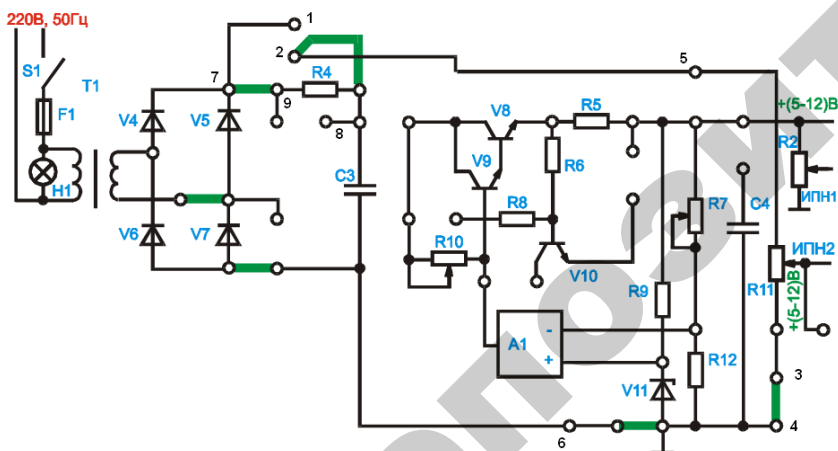 220В, 50Гц
1
2
S1
T1
7
R4
9
5
+(5-12)В
F1
V4
V5
8
V8
R5
R2
V9
R6
H1
C3
ИПН1
R8
R7
C4
V6
V7
R10
V10
ИПН2
R9
R11
+(5-12)В
A1
-
+
R12
V11
3
6
4